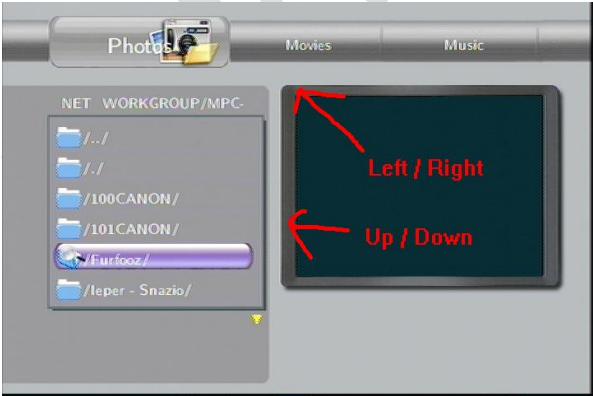 Photos
Movies
Music
NET WORKGROUP/MPC-
/../
/./
/100CANON/
/101CANON/
/Furfooz/
/Ieper - Snazio/
Left / Right
Up / Down